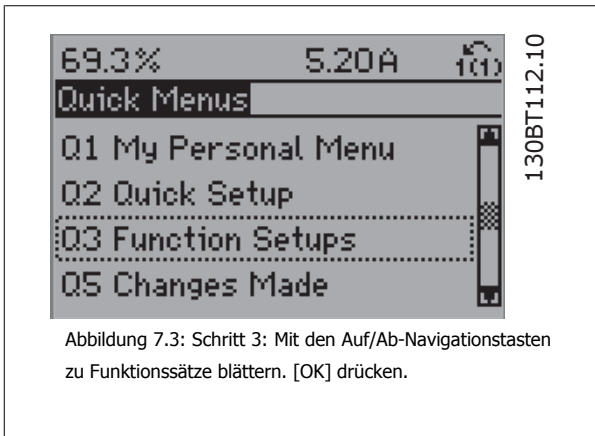 69.3% 5.20A 1(1)
Quick Menus
Q1 My Personal Menu
Q2 Quick Setup
Q3 Function Setups
Q5 Changes Made
130BT112.10
Abbildung 7.3: Schritt 3: Mit den Auf/Ab-Navigationstasten
zu Funktionssätze blättern. [OK] drücken.